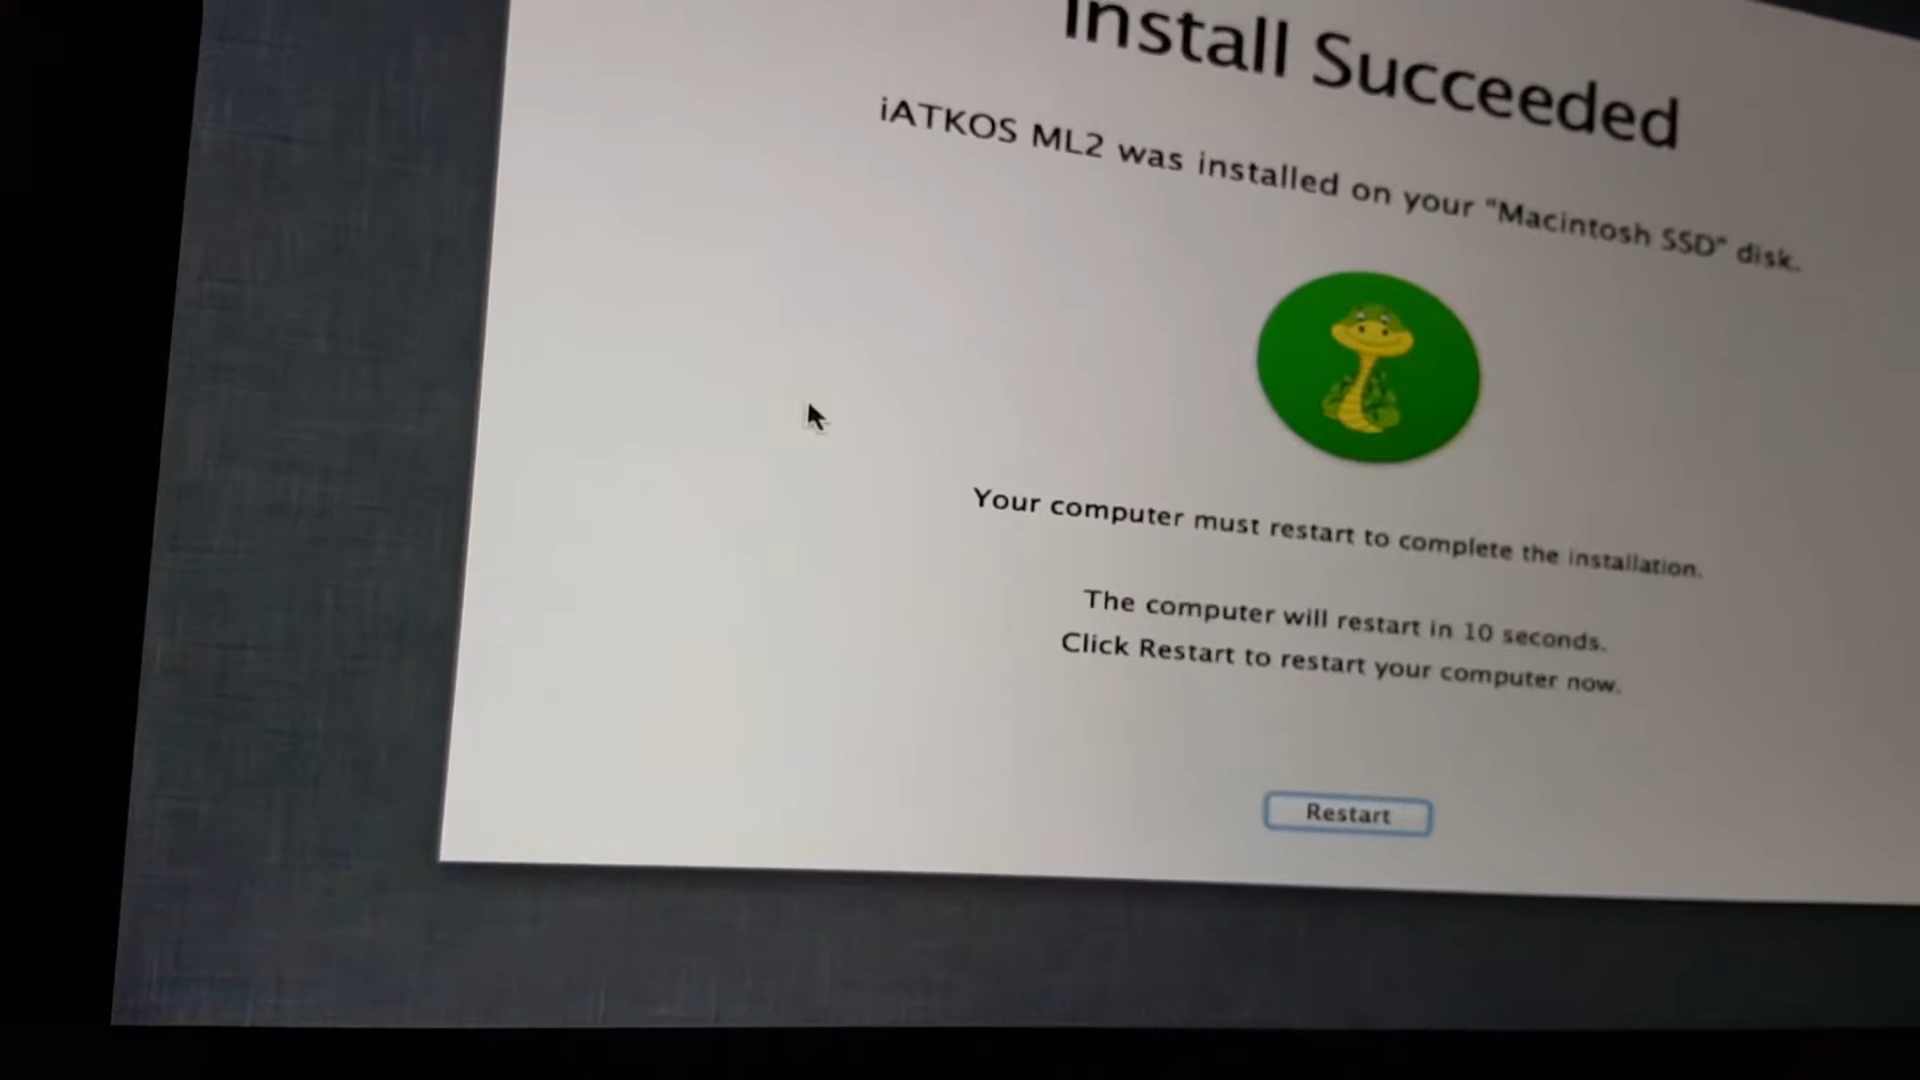 Install Succeeded
iATKOS ML2 was installed on your "Macintosh SSD" disk.
Your computer must restart to complete the installation.
The computer will restart in 10 seconds.
Click Restart to restart your computer now.
Restart